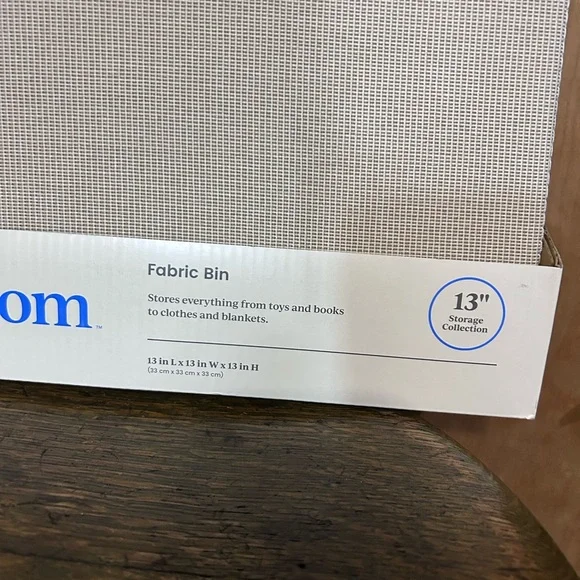 om™
Fabric Bin
Stores everything from toys and books
to clothes and blankets.
13 in L x 13 in W x 13 in H
(33 cm x 33 cm x 33 cm)
13"
Storage
Collection